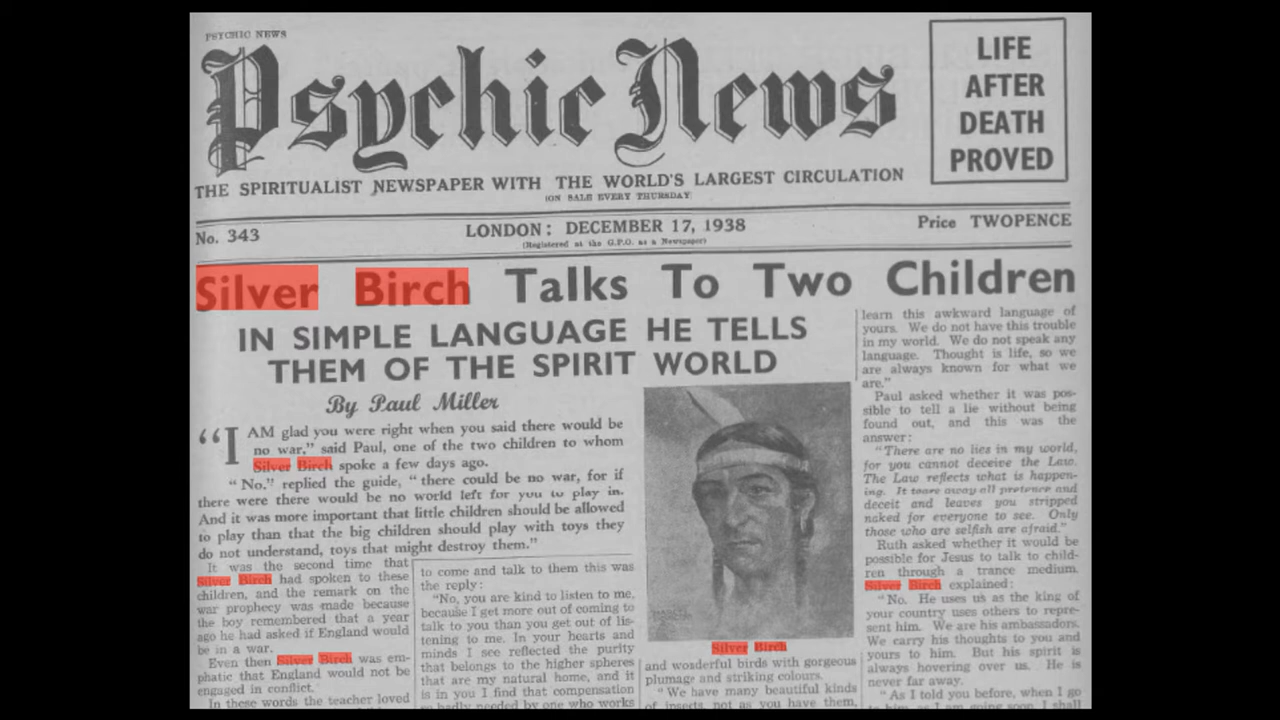 PSYCHIC NEWS
Psychic News
LIFE
AFTER
DEATH
PROVED
THE SPIRITUALIST NEWSPAPER WITH THE WORLD'S LARGEST CIRCULATION
(ON SALE EVERY THURSDAY)
No. 343
LONDON: DECEMBER 17, 1938
(Registered at the G.P.O. as a Newspaper)
Price TWOPENCE
Silver Birch Talks To Two Children
IN SIMPLE LANGUAGE HE TELLS
THEM OF THE SPIRIT WORLD
By Paul Miller
“I AM glad you were right when you said there would be
no war,” said Paul, one of the two children to whom
Silver Birch spoke a few days ago.
“No.” replied the guide, “there could be no war, for if
there were there would be no world left for you to play in.
And it was more important that little children should be allowed
to play than that the big children should play with toys they
do not understand, toys that might destroy them.”
It was the second time that
Silver Birch had spoken to these
children, and the remark on the
war prophecy was made because
the boy remembered that a year
ago he had asked if England would
be in a war.
Even then Silver Birch was em-
phatic that England would not be
engaged in conflict.
In these words the teacher loved
to come and talk to them this was
the reply:
“No, you are kind to listen to me,
because I get more out of coming to
talk to you than you get out of lis-
tening to me. In your hearts and
minds I see reflected the purity
that belongs to the higher spheres
that are my natural home, and it
is in you I find that compensation
so badly needed by one who works
Silver Birch
and wonderful birds with gorgeous
plumage and striking colours.
“We have many beautiful kinds
of insects, not as you have them,
learn this awkward language of
yours. We do not have this trouble
in my world. We do not speak any
language. Thought is life, so we
are always known for what we
are.”
Paul asked whether it was pos-
sible to tell a lie without being
found out, and this was the
answer:
“There are no lies in my world,
for you cannot deceive the Law.
The Law reflects what is happen-
ing. It tears away all pretence and
deceit and leaves you stripped
naked for everyone to see. Only
those who are selfish are afraid.”
Ruth asked whether it would be
possible for Jesus to talk to child-
ren through a trance medium.
Silver Birch explained:
“No. He uses us as the king of
your country uses others to repre-
sent him. We are his ambassadors.
We carry his thoughts to you and
yours to him. But his spirit is
always hovering over us. He is
never far away.
“As I told you before, when I go